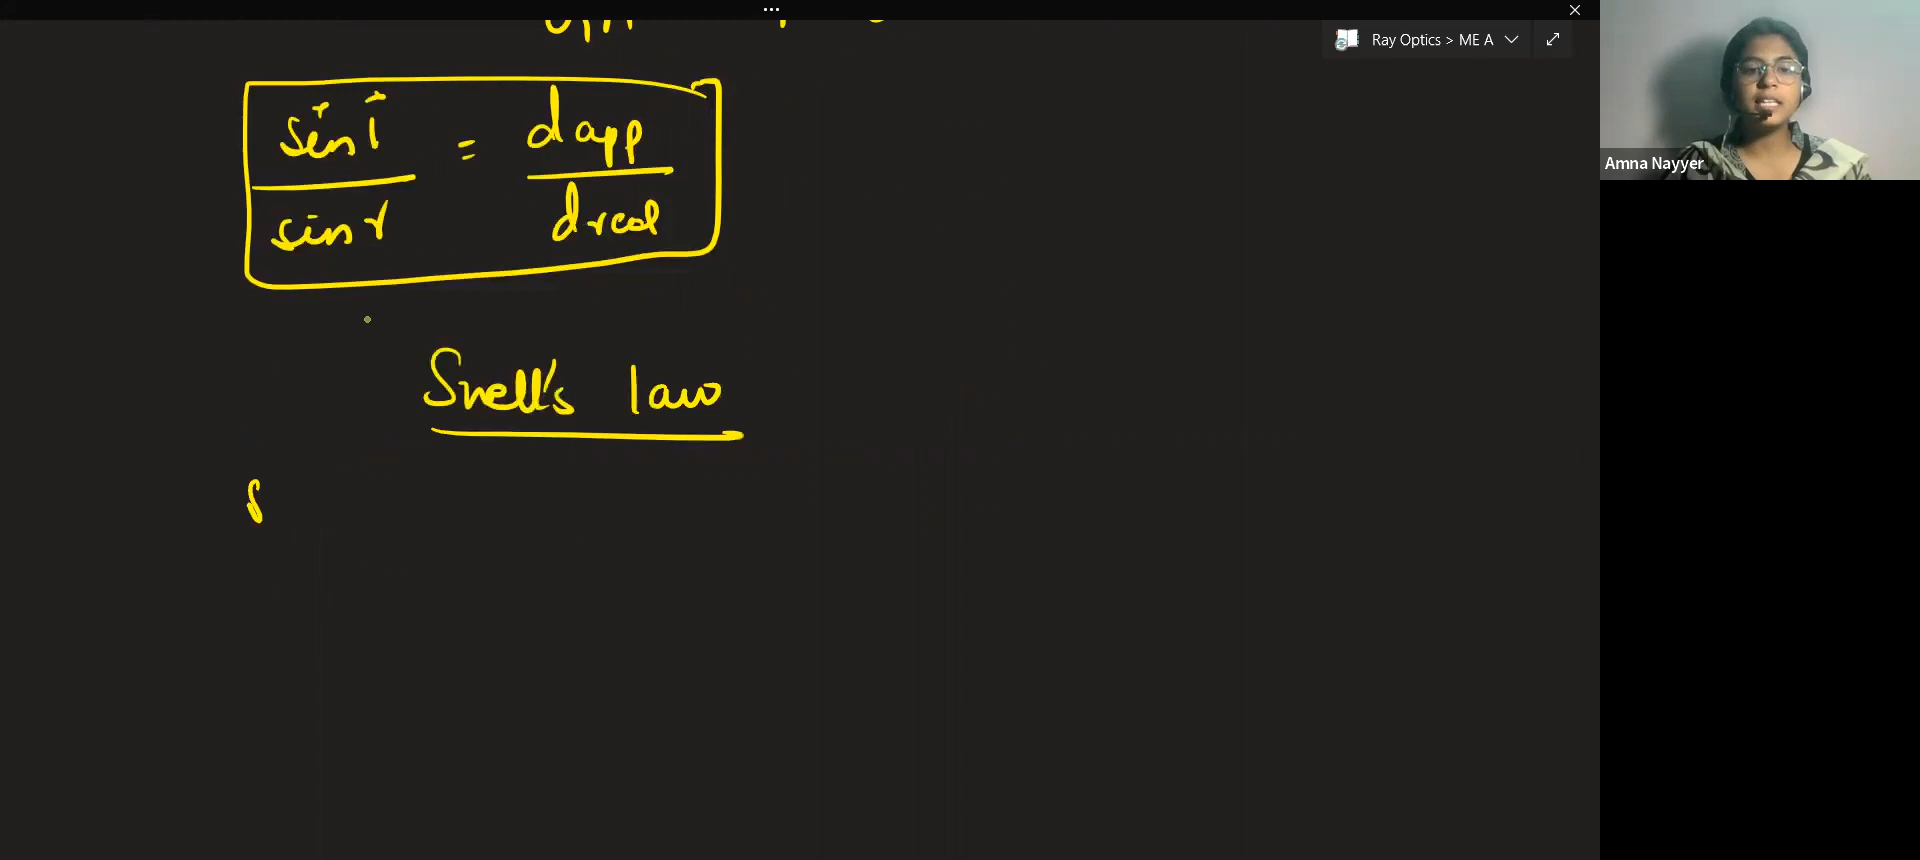 Ray Optics > ME A
Amna Nayyer
sin i
sin r
=
d app
d real
Snell's law